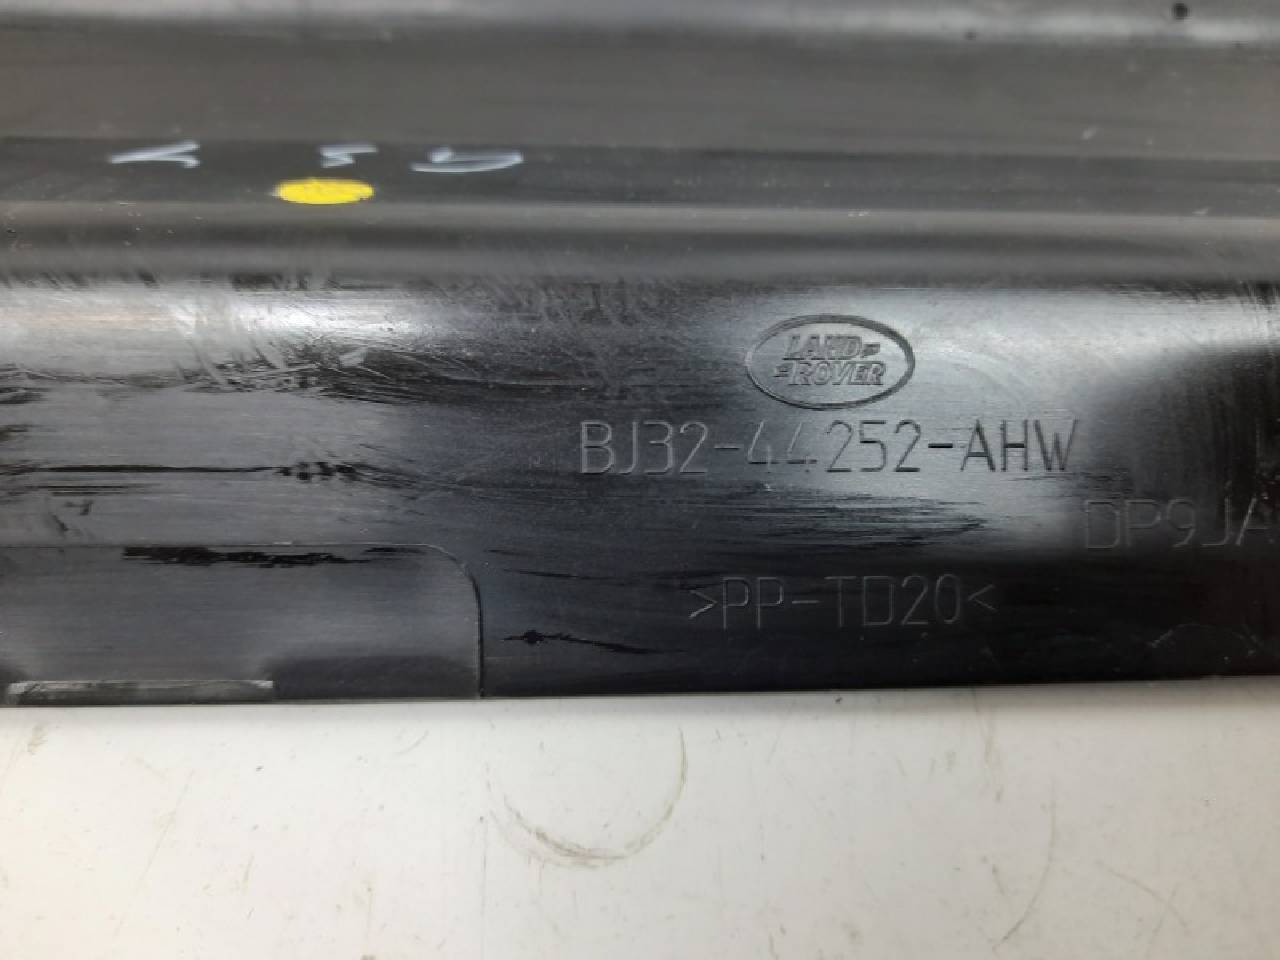 LAND
ROVER
BJ32-44252-AHW
DP9JA
>PP-TD20<